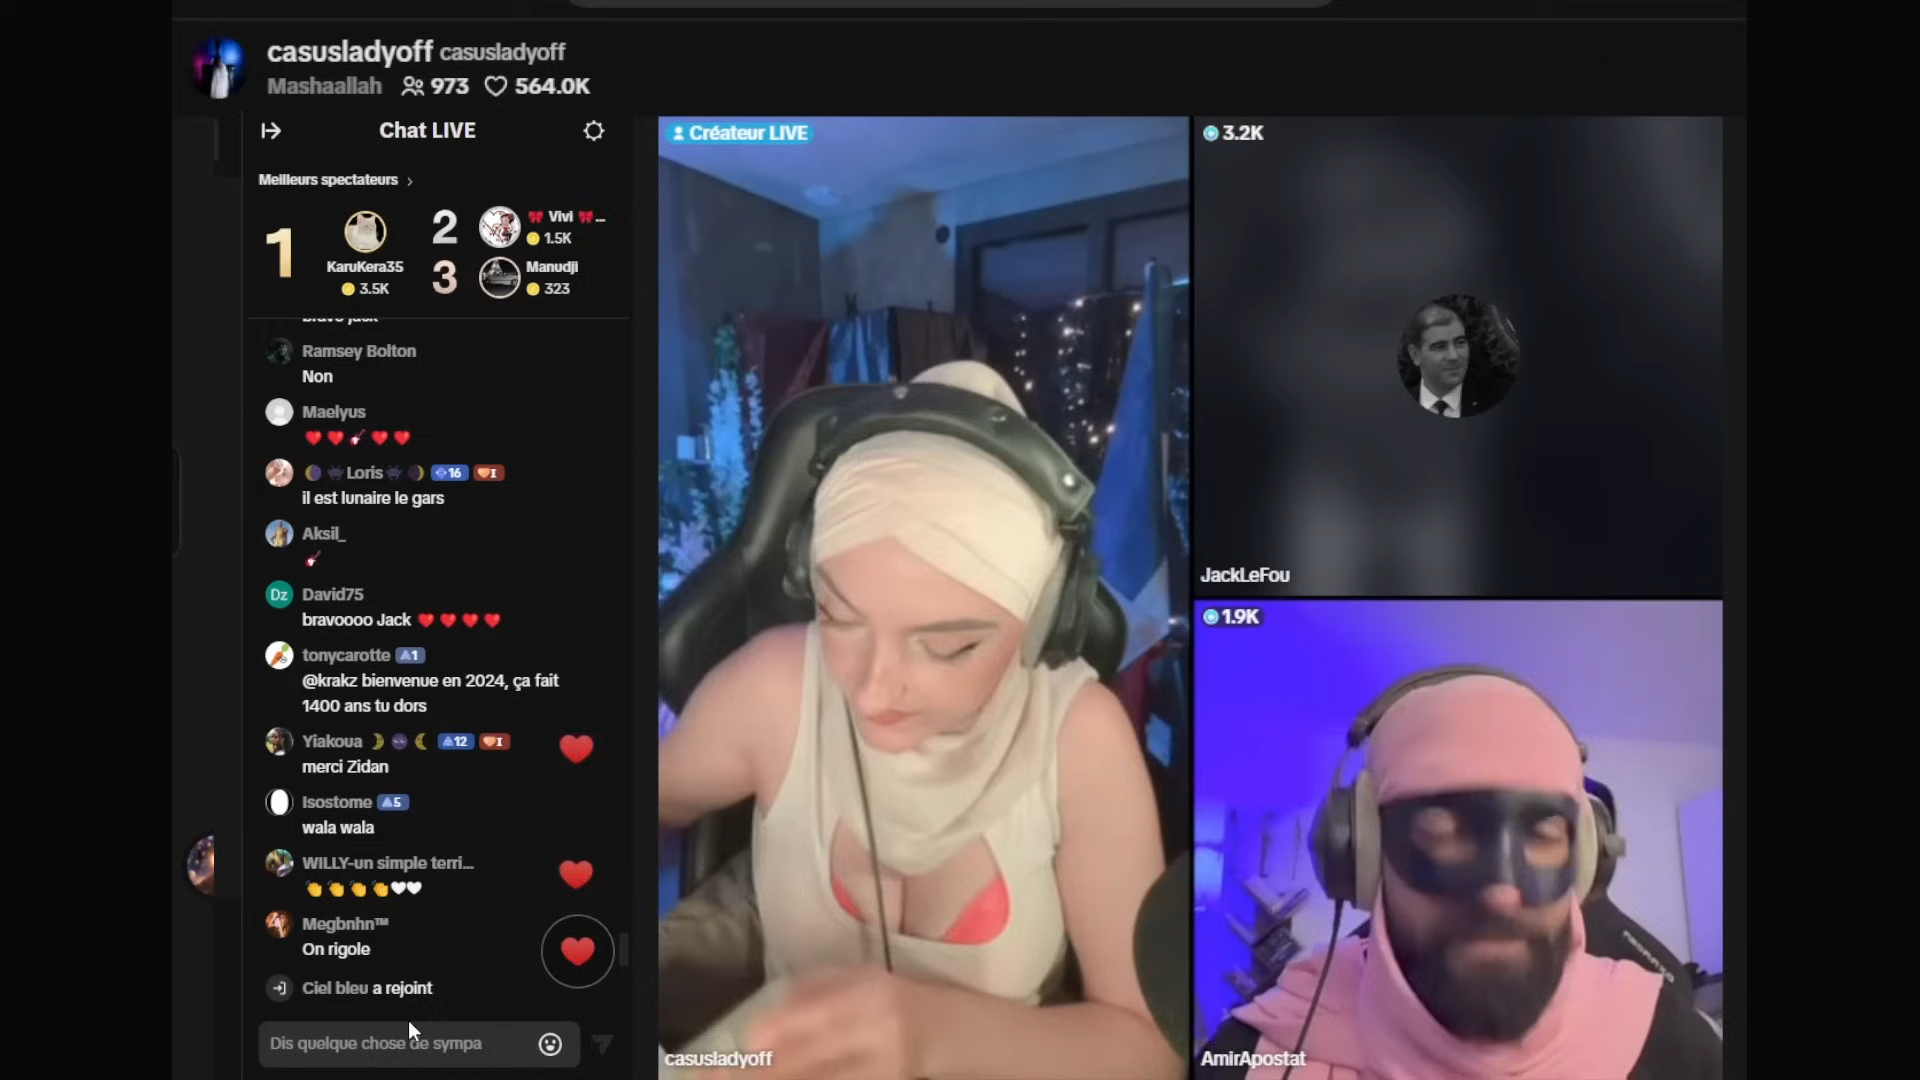 casusladyoff casusladyoff
Mashaallah 973 564.0K
Chat LIVE
Meilleurs spectateurs >
1
KaruKera35
3.5K
2
Vivi ...
1.5K
3
Manudji
323
bravo jack
Ramsey Bolton
Non
Maelyus
Loris 16 I
il est lunaire le gars
Aksil_
Dz David75
bravoooo Jack
tonycarotte 1
@krakz bienvenue en 2024, ça fait
1400 ans tu dors
Yiakoua 12 I
merci Zidan
Isostome 5
wala wala
WILLY-un simple terri...
Megbnhn™
On rigole
Ciel bleu a rejoint
Dis quelque chose de sympa
Créateur LIVE
casusladyoff
3.2K
JackLeFou
1.9K
AmirApostat